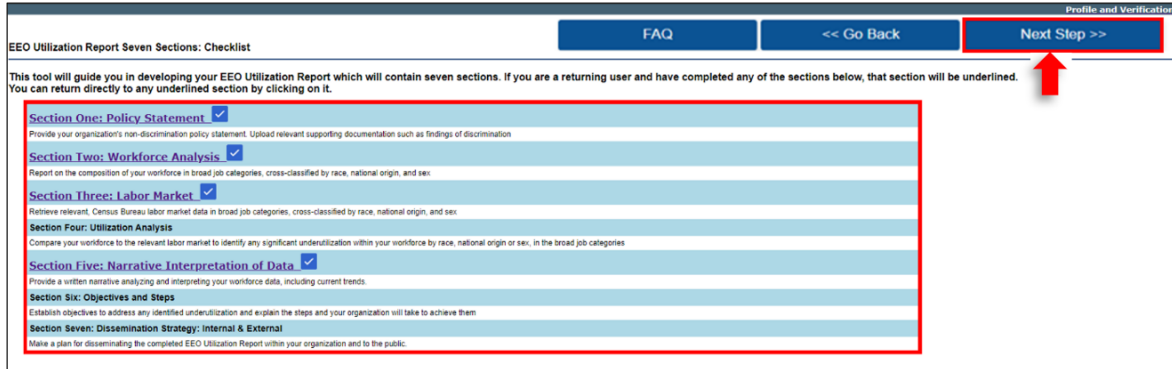 Profile and Verification
FAQ
<< Go Back
Next Step >>
EEO Utilization Report Seven Sections: Checklist
This tool will guide you in developing your EEO Utilization Report which will contain seven sections. If you are a returning user and have completed any of the sections below, that section will be underlined.
You can return directly to any underlined section by clicking on it.
Section One: Policy Statement
Provide your organization's non-discrimination policy statement. Upload relevant supporting documentation such as findings of discrimination
Section Two: Workforce Analysis
Report on the composition of your workforce in broad job categories, cross-classified by race, national origin, and sex
Section Three: Labor Market
Retrieve relevant, Census Bureau labor market data in broad job categories, cross-classified by race, national origin, and sex
Section Four: Utilization Analysis
Compare your workforce to the relevant labor market to identify any significant underutilization within your workforce by race, national origin or sex, in the broad job categories
Section Five: Narrative Interpretation of Data
Provide a written narrative analyzing and interpreting your workforce data, including current trends.
Section Six: Objectives and Steps
Establish objectives to address any identified underutilization and explain the steps and your organization will take to achieve them
Section Seven: Dissemination Strategy: Internal & External
Make a plan for disseminating the completed EEO Utilization Report within your organization and to the public.